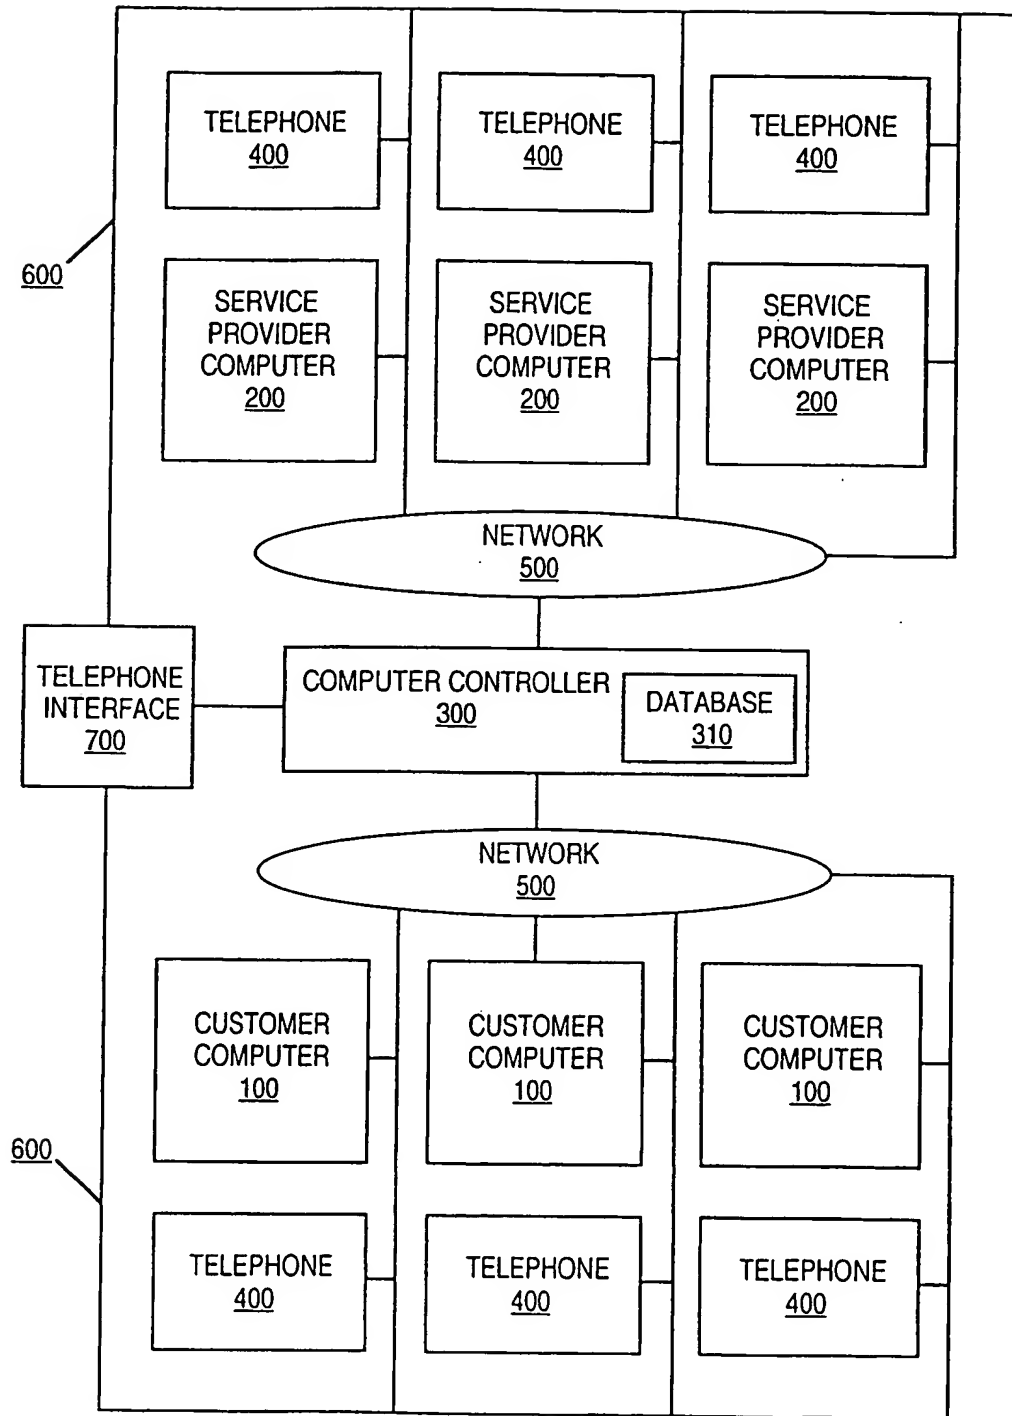 TELEPHONE
400
TELEPHONE
400
TELEPHONE
400
600
SERVICE
PROVIDER
COMPUTER
200
SERVICE
PROVIDER
COMPUTER
200
SERVICE
PROVIDER
COMPUTER
200
NETWORK
500
TELEPHONE
INTERFACE
700
COMPUTER CONTROLLER
300
DATABASE
310
NETWORK
500
CUSTOMER
COMPUTER
100
CUSTOMER
COMPUTER
100
CUSTOMER
COMPUTER
100
600
TELEPHONE
400
TELEPHONE
400
TELEPHONE
400